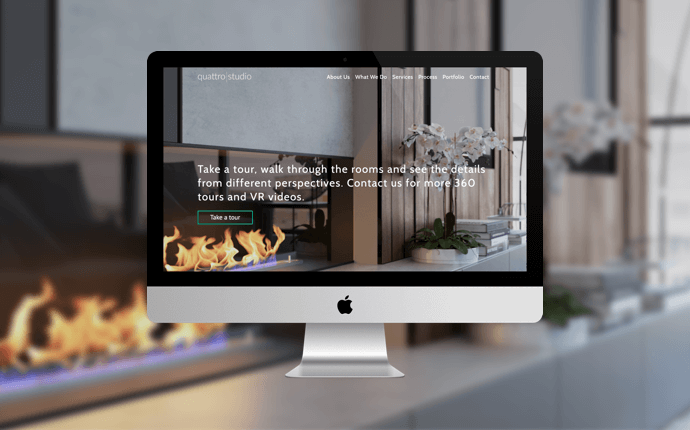 quattro|studio
About Us What We Do Services Process Portfolio Contact
Take a tour, walk through the rooms and see the details
from different perspectives. Contact us for more 360
tours and VR videos.
Take a tour